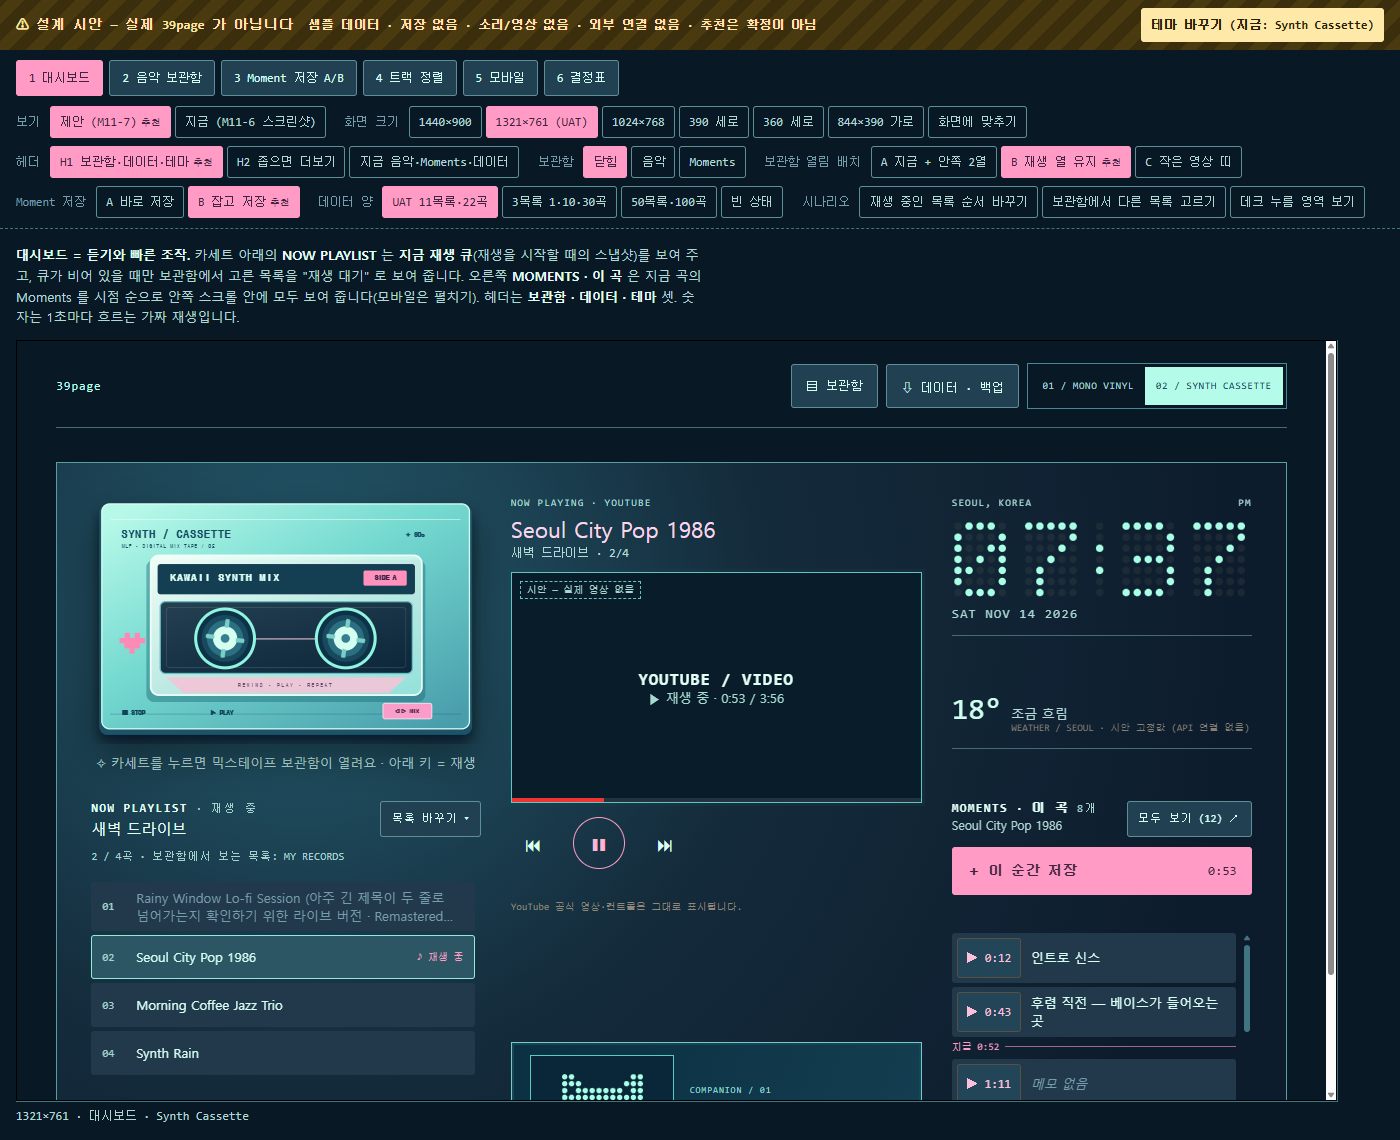 ⚠ 설계 시안 — 실제 39page 가 아닙니다 샘플 데이터 · 저장 없음 · 소리/영상 없음 · 외부 연결 없음 · 추천은 확정이 아님
테마 바꾸기 (지금: Synth Cassette)
1 대시보드 2 음악 보관함 3 Moment 저장 A/B 4 트랙 정렬 5 모바일 6 결정표
보기 제안 (M11-7) 추천 지금 (M11-6 스크린샷) 화면 크기 1440×900 1321×761 (UAT) 1024×768 390 세로 360 세로 844×390 가로 화면에 맞추기
헤더 H1 보관함·데이터·테마 추천 H2 좁으면 더보기 지금 음악·Moments·데이터 보관함 닫힘 음악 Moments 보관함 열림 배치 A 지금 + 안쪽 2열 B 재생 열 유지 추천 C 작은 영상 띠
Moment 저장 A 바로 저장 B 잡고 저장 추천 데이터 양 UAT 11목록·22곡 3목록 1·10·30곡 50목록·100곡 빈 상태 시나리오 재생 중인 목록 순서 바꾸기 보관함에서 다른 목록 고르기 데크 누름 영역 보기
대시보드 = 듣기와 빠른 조작. 카세트 아래의 NOW PLAYLIST 는 지금 재생 큐(재생을 시작할 때의 스냅샷)를 보여 주
고, 큐가 비어 있을 때만 보관함에서 고른 목록을 "재생 대기" 로 보여 줍니다. 오른쪽 MOMENTS · 이 곡 은 지금 곡의
Moments 를 시점 순으로 안쪽 스크롤 안에 모두 보여 줍니다(모바일은 펼치기). 헤더는 보관함 · 데이터 · 테마 셋. 숫
자는 1초마다 흐르는 가짜 재생입니다.
39page
보관함
데이터 · 백업
01 / MONO VINYL 02 / SYNTH CASSETTE
SYNTH / CASSETTE
MLP · DIGITAL MIX TAPE / 02
✦ 80s
KAWAII SYNTH MIX
SIDE A
REWIND · PLAY · REPEAT
■ STOP ▶ PLAY ◁▷ MIX
✧ 카세트를 누르면 믹스테이프 보관함이 열려요 · 아래 키 = 재생
NOW PLAYLIST · 재생 중
새벽 드라이브
목록 바꾸기 ▾
2 / 4곡 · 보관함에서 보는 목록: MY RECORDS
01 Rainy Window Lo-fi Session (아주 긴 제목이 두 줄로
넘어가는지 확인하기 위한 라이브 버전 · Remastered...
02 Seoul City Pop 1986 ♪ 재생 중
03 Morning Coffee Jazz Trio
04 Synth Rain
NOW PLAYING · YOUTUBE
Seoul City Pop 1986
새벽 드라이브 · 2/4
시안 — 실제 영상 없음
YOUTUBE / VIDEO
▶ 재생 중 · 0:53 / 3:56
YouTube 공식 영상·컨트롤은 그대로 표시됩니다.
COMPANION / 01
SEOUL, KOREA PM
07:37
SAT NOV 14 2026
18° 조금 흐림
WEATHER / SEOUL · 시안 고정값 (API 연결 없음)
MOMENTS · 이 곡 8개
Seoul City Pop 1986
모두 보기 (12) ↗
+ 이 순간 저장 0:53
▶ 0:12 인트로 신스
▶ 0:43 후렴 직전 — 베이스가 들어오는
곳
지금 0:52
▶ 1:11 메모 없음
1321×761 · 대시보드 · Synth Cassette